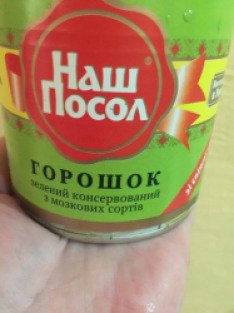 Наш
Посол
ГОРОШОК
зелений консервований
з мозкових сортів